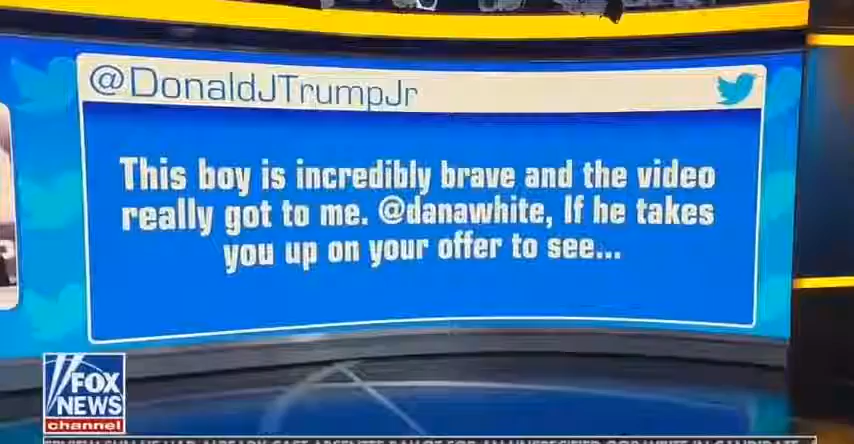 @DonaldJTrumpJr
This boy is incredibly brave and the video
really got to me. @danawhite, If he takes
you up on your offer to see...
FOX
NEWS
channel